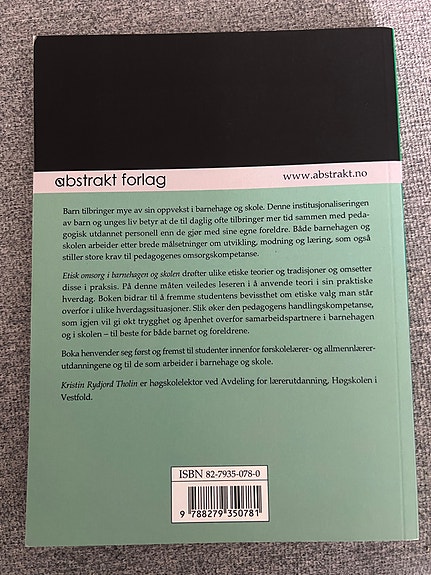 abstrakt forlag
www.abstrakt.no
Barn tilbringer mye av sin oppvekst i barnehage og skole. Denne institusjonaliseringen
av barn og unges liv betyr at de til daglig ofte tilbringer mer tid sammen med peda-
gogisk utdannet personell enn de gjør med sine egne foreldre. Både barnehagen og
skolen arbeider etter brede målsetninger om utvikling, modning og læring, som også
stiller store krav til pedagogenes omsorgskompetanse.
Etisk omsorg i barnehagen og skolen drøfter ulike etiske teorier og tradisjoner og omsetter
disse i praksis. På denne måten veiledes leseren i å anvende teori i sin praktiske
hverdag. Boken bidrar til å fremme studentens bevissthet om etiske valg man står
overfor i ulike hverdagssituasjoner. Slik øker den pedagogens handlingskompetanse,
som igjen vil gi økt trygghet og åpenhet overfor samarbeidspartnere i barnehagen
og i skolen – til beste for både barnet og foreldrene.
Boka henvender seg først og fremst til studenter innenfor førskolelærer- og allmennlærer-
utdanningene og til de som arbeider i barnehage og skole.
Kristin Rydjord Tholin er høgskolelektor ved Avdeling for lærerutdanning, Høgskolen i
Vestfold.
ISBN 82-7935-078-0
9 788279 350781